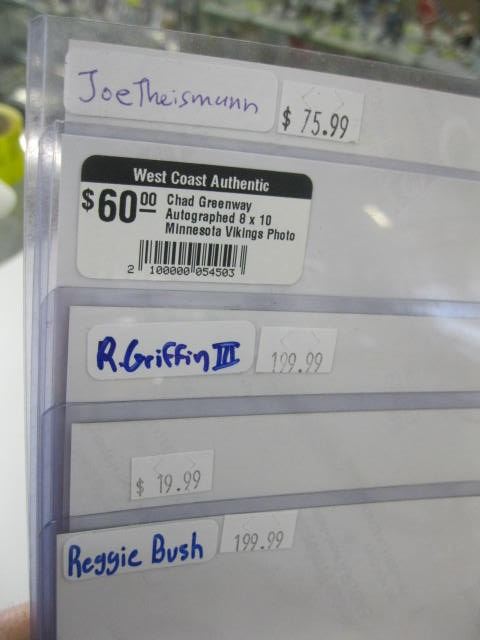 Joe Theismann
$ 75.99
West Coast Authentic
$60 00 Chad Greenway
Autographed 8 x 10
Minnesota Vikings Photo
2 100000 054503
R.Griffin III
199.99
$ 19.99
Reggie Bush
199.99